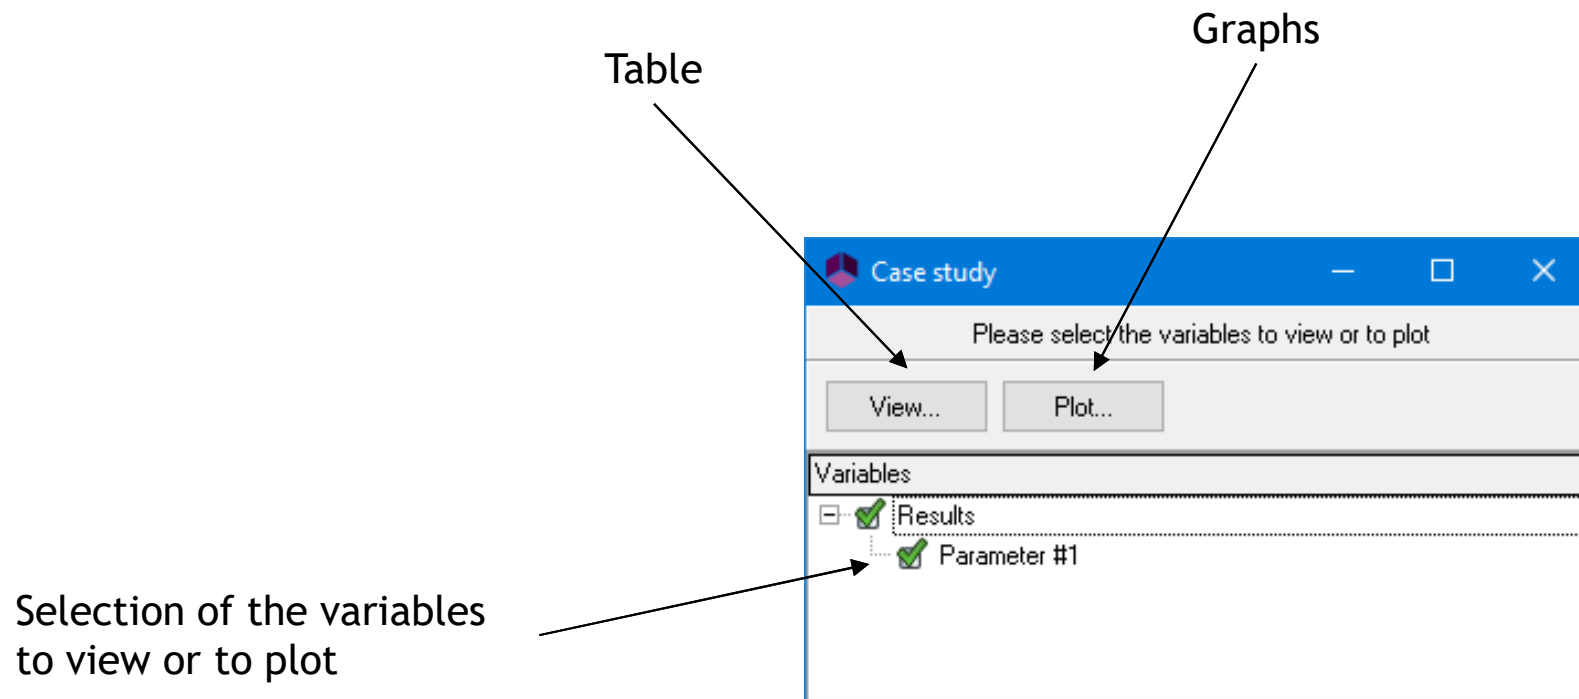 Graphs
Table
Case study
Please select the variables to view or to plot
View...
Plot...
Variables
Results
Parameter #1
Selection of the variables
to view or to plot